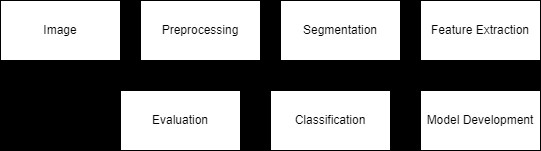 Image
Preprocessing
Segmentation
Feature Extraction
Evaluation
Classification
Model Development